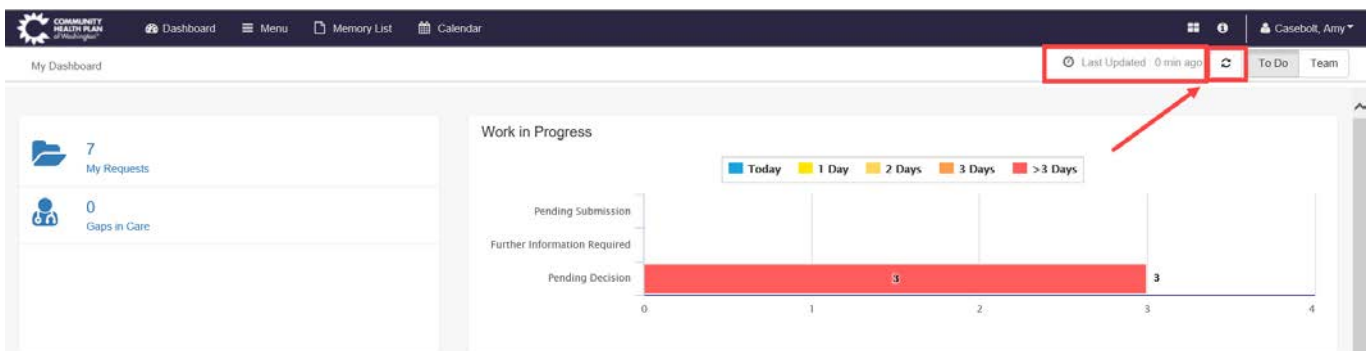 COMMUNITY
HEALTH PLAN
of Washington™
Dashboard Menu Memory List Calendar Casebolt, Amy
My Dashboard Last Updated 0 min ago To Do Team
7
My Requests
0
Gaps in Care
Work in Progress
Today 1 Day 2 Days 3 Days >3 Days
Pending Submission
Further Information Required
Pending Decision 3 3
0 1 2 3 4